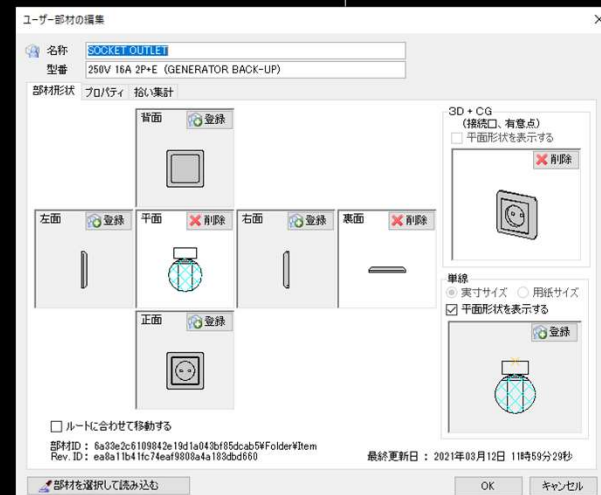 ユーザー部材の編集
名称 SOCKET OUTLET
型番 250V 16A 2P+E (GENERATOR BACK-UP)
部材形状 プロパティ 拾い集計
背面 登録
左面 登録 平面 削除 右面 登録 裏面 削除
正面 登録
3D + CG
(接続口、有意点)
平面形状を表示する
削除
単線
実寸サイズ 用紙サイズ
平面形状を表示する
登録
ルートに合わせて移動する
部材ID : 6a33e2c6109842e19d1a043bf85dcab5¥Folder¥Item
Rev. ID : ea8a11b41fc74eaf9808a4a183dbd660
最終更新日 : 2021年03月12日 11時59分29秒
部材を選択して読み込む
OK キャンセル